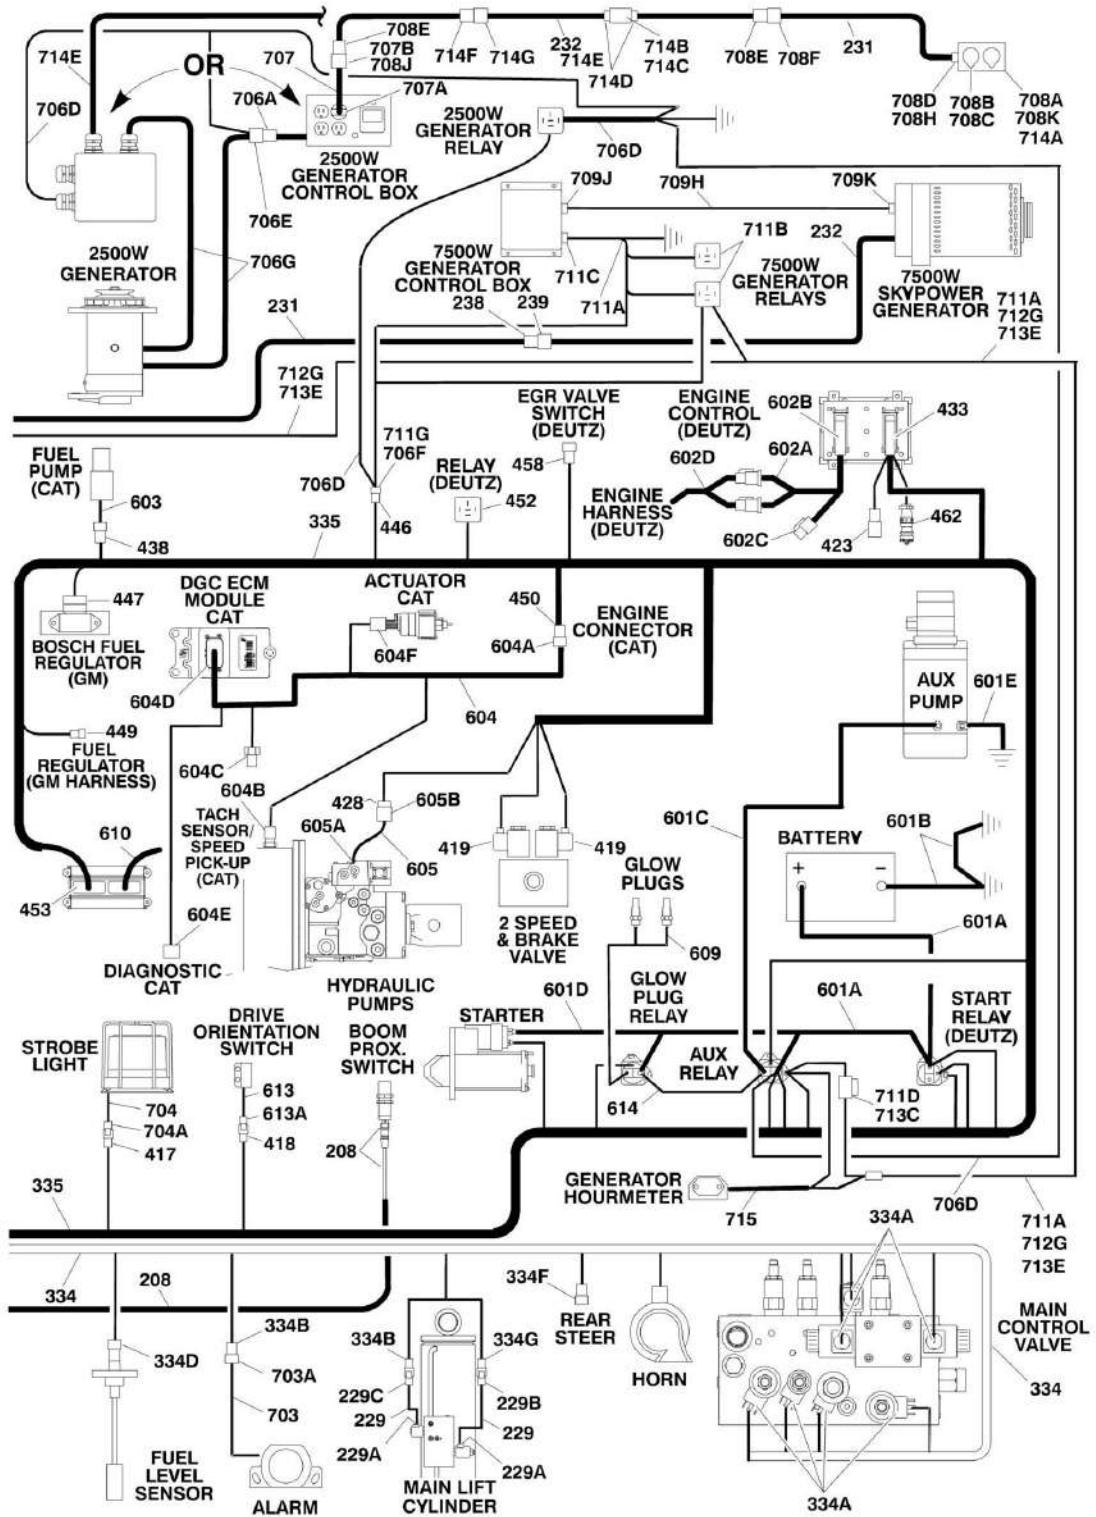 714E
OR
707
708E
707B
708J
714F
714G
232
714E
714D
714B
714C
708E
708F
231
706D
706A
707A
2500W
GENERATOR
RELAY
706D
708D
708H
708B
708C
708A
708K
714A
2500W
GENERATOR
CONTROL BOX
706E
709J
709H
709K
2500W
GENERATOR
706G
7500W
GENERATOR
CONTROL BOX
711C
711B
232
7500W
GENERATOR
RELAYS
7500W
SKYPOWER
GENERATOR
711A
712G
713E
231
238
239
711A
712G
713E
EGR VALVE
SWITCH
(DEUTZ)
ENGINE
CONTROL
(DEUTZ)
602B
433
FUEL
PUMP
(CAT)
711G
706F
RELAY
(DEUTZ)
458
602D
602A
603
706D
452
ENGINE
HARNESS
(DEUTZ)
335
446
462
438
602C
423
447
DGC ECM
MODULE
CAT
ACTUATOR
CAT
450
ENGINE
CONNECTOR
(CAT)
BOSCH FUEL
REGULATOR
(GM)
604F
604A
604D
AUX
PUMP
601E
449
604
FUEL
REGULATOR
(GM HARNESS)
604C
604B
428
605B
TACH
SENSOR/
SPEED
PICK-UP
(CAT)
605A
601C
BATTERY
601B
610
419
419
605
GLOW
PLUGS
453
604E
2 SPEED
& BRAKE
VALVE
609
601A
DIAGNOSTIC
CAT
HYDRAULIC
PUMPS
601D
GLOW
PLUG
RELAY
601A
START
RELAY
(DEUTZ)
STROBE
LIGHT
DRIVE
ORIENTATION
SWITCH
BOOM
PROX.
SWITCH
STARTER
AUX
RELAY
704
613
711D
713C
704A
613A
614
417
418
208
335
GENERATOR
HOURMETER
715
706D
334A
711A
712G
713E
334
208
334F
REAR
STEER
MAIN
CONTROL
VALVE
334B
334D
334B
334G
703A
229C
229B
HORN
334
703
229
229
229A
229A
FUEL
LEVEL
SENSOR
ALARM
MAIN LIFT
CYLINDER
334A